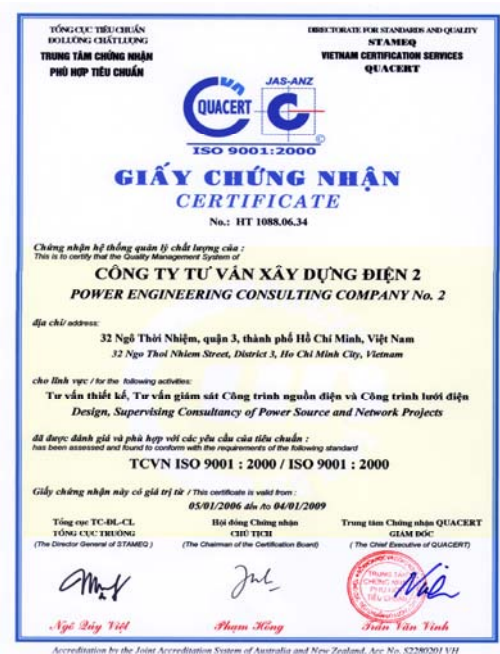 TỔNG CỤC TIÊU CHUẨN
ĐO LƯỜNG CHẤT LƯỢNG
TRUNG TÂM CHỨNG NHẬN
PHÙ HỢP TIÊU CHUẨN
DIRECTORATE FOR STANDARDS AND QUALITY
STAMEQ
VIETNAM CERTIFICATION SERVICES
QUACERT
vn
JAS-ANZ
QUACERT
C
ISO 9001:2000
GIẤY CHỨNG NHẬN
CERTIFICATE
No.: HT 1088.06.34
Chứng nhận hệ thống quản lý chất lượng của :
This is to certify that the Quality Management System of
CÔNG TY TƯ VẤN XÂY DỰNG ĐIỆN 2
POWER ENGINEERING CONSULTING COMPANY No. 2
địa chỉ/ address:
32 Ngô Thời Nhiệm, quận 3, thành phố Hồ Chí Minh, Việt Nam
32 Ngo Thoi Nhiem Street, District 3, Ho Chi Minh City, Vietnam
cho lĩnh vực / for the following activities:
Tư vấn thiết kế, Tư vấn giám sát Công trình nguồn điện và Công trình lưới điện
Design, Supervising Consultancy of Power Source and Network Projects
đã được đánh giá và phù hợp với các yêu cầu của tiêu chuẩn :
has been assessed and found to conform with the requirements of the following standard
TCVN ISO 9001 : 2000 / ISO 9001 : 2000
Giấy chứng nhận này có giá trị từ / This certificate is valid from :
05/01/2006 đến /to 04/01/2009
Tổng cục TC-ĐL-CL
TỔNG CỤC TRƯỞNG
(The Director General of STAMEQ )
Hội đồng Chứng nhận
CHỦ TỊCH
(The Chairman of the Certification Board)
Trung tâm Chứng nhận QUACERT
GIÁM ĐỐC
( The Chief Executive of QUACERT)
TRUNG TÂM
CHỨNG NHẬN
PHÙ HỢP
TIÊU CHUẨN
Ngô Quý Việt
Phạm Hồng
Trần Văn Vinh
Accreditation by the Joint Accreditation System of Australia and New Zealand. Acc No. S2280201 VH